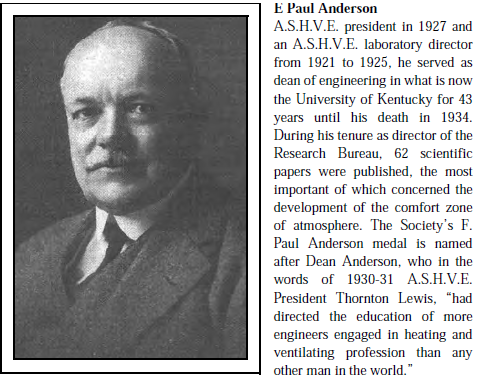 E Paul Anderson
A.S.H.V.E. president in 1927 and
an A.S.H.V.E. laboratory director
from 1921 to 1925, he served as
dean of engineering in what is now
the University of Kentucky for 43
years until his death in 1934.
During his tenure as director of the
Research Bureau, 62 scientific
papers were published, the most
important of which concerned the
development of the comfort zone
of atmosphere. The Society’s F.
Paul Anderson medal is named
after Dean Anderson, who in the
words of 1930-31 A.S.H.V.E.
President Thornton Lewis, “had
directed the education of more
engineers engaged in heating and
ventilating profession than any
other man in the world.”